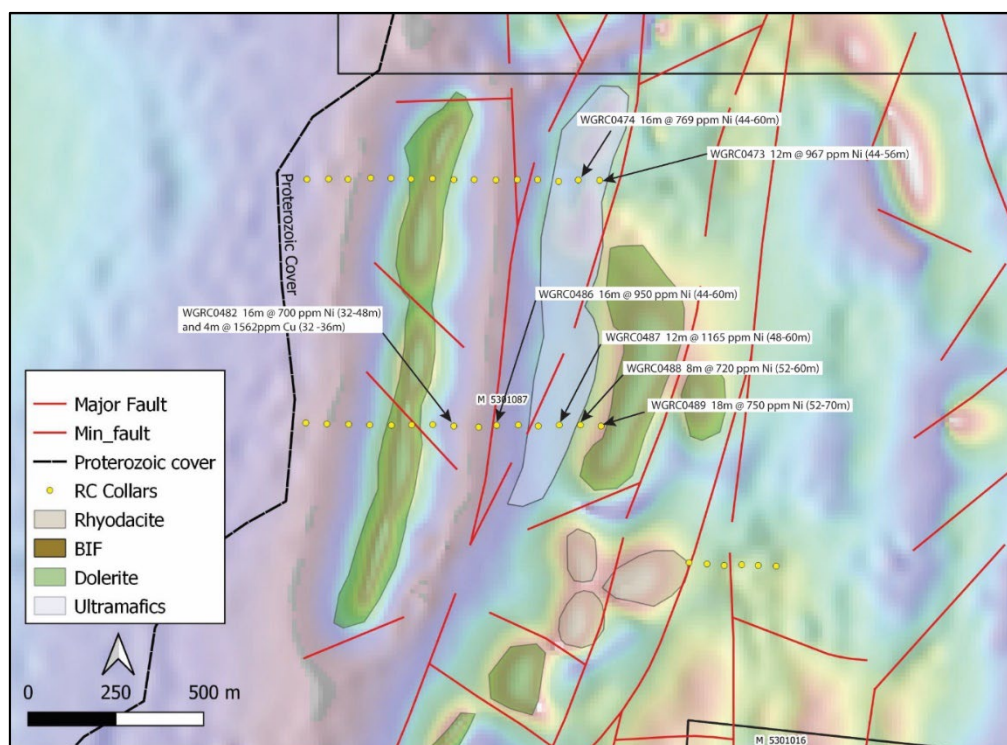 WGRC0474 16m @ 769 ppm Ni (44-60m)
WGRC0473 12m @ 967 ppm Ni (44-56m)
Proterozoic Cover
WGRC0486 16m @ 950 ppm Ni (44-60m)
WGRC0482 16m @ 700 ppm Ni (32-48m)
and 4m @ 1562ppm Cu (32 -36m)
WGRC0487 12m @ 1165 ppm Ni (48-60m)
WGRC0488 8m @ 720 ppm Ni (52-60m)
M 5301087
WGRC0489 18m @ 750 ppm Ni (52-70m)
Major Fault
Min_fault
Proterozoic cover
RC Collars
Rhyodacite
BIF
Dolerite
Ultramafics
0 250 500 m
M 5301016